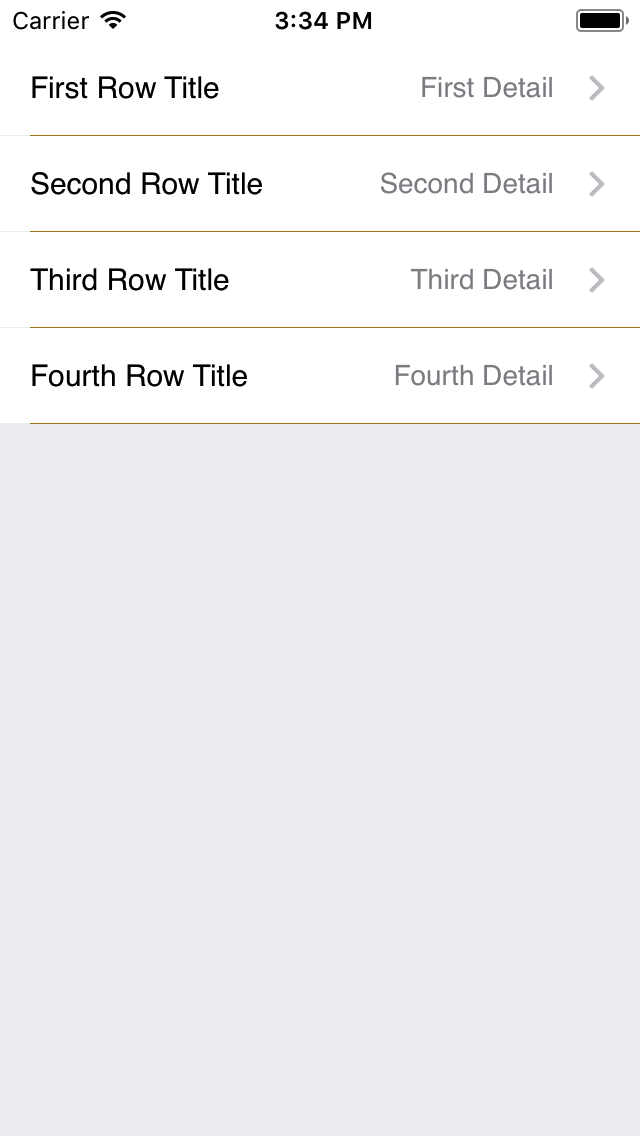 Carrier 3:34 PM
First Row Title First Detail
Second Row Title Second Detail
Third Row Title Third Detail
Fourth Row Title Fourth Detail